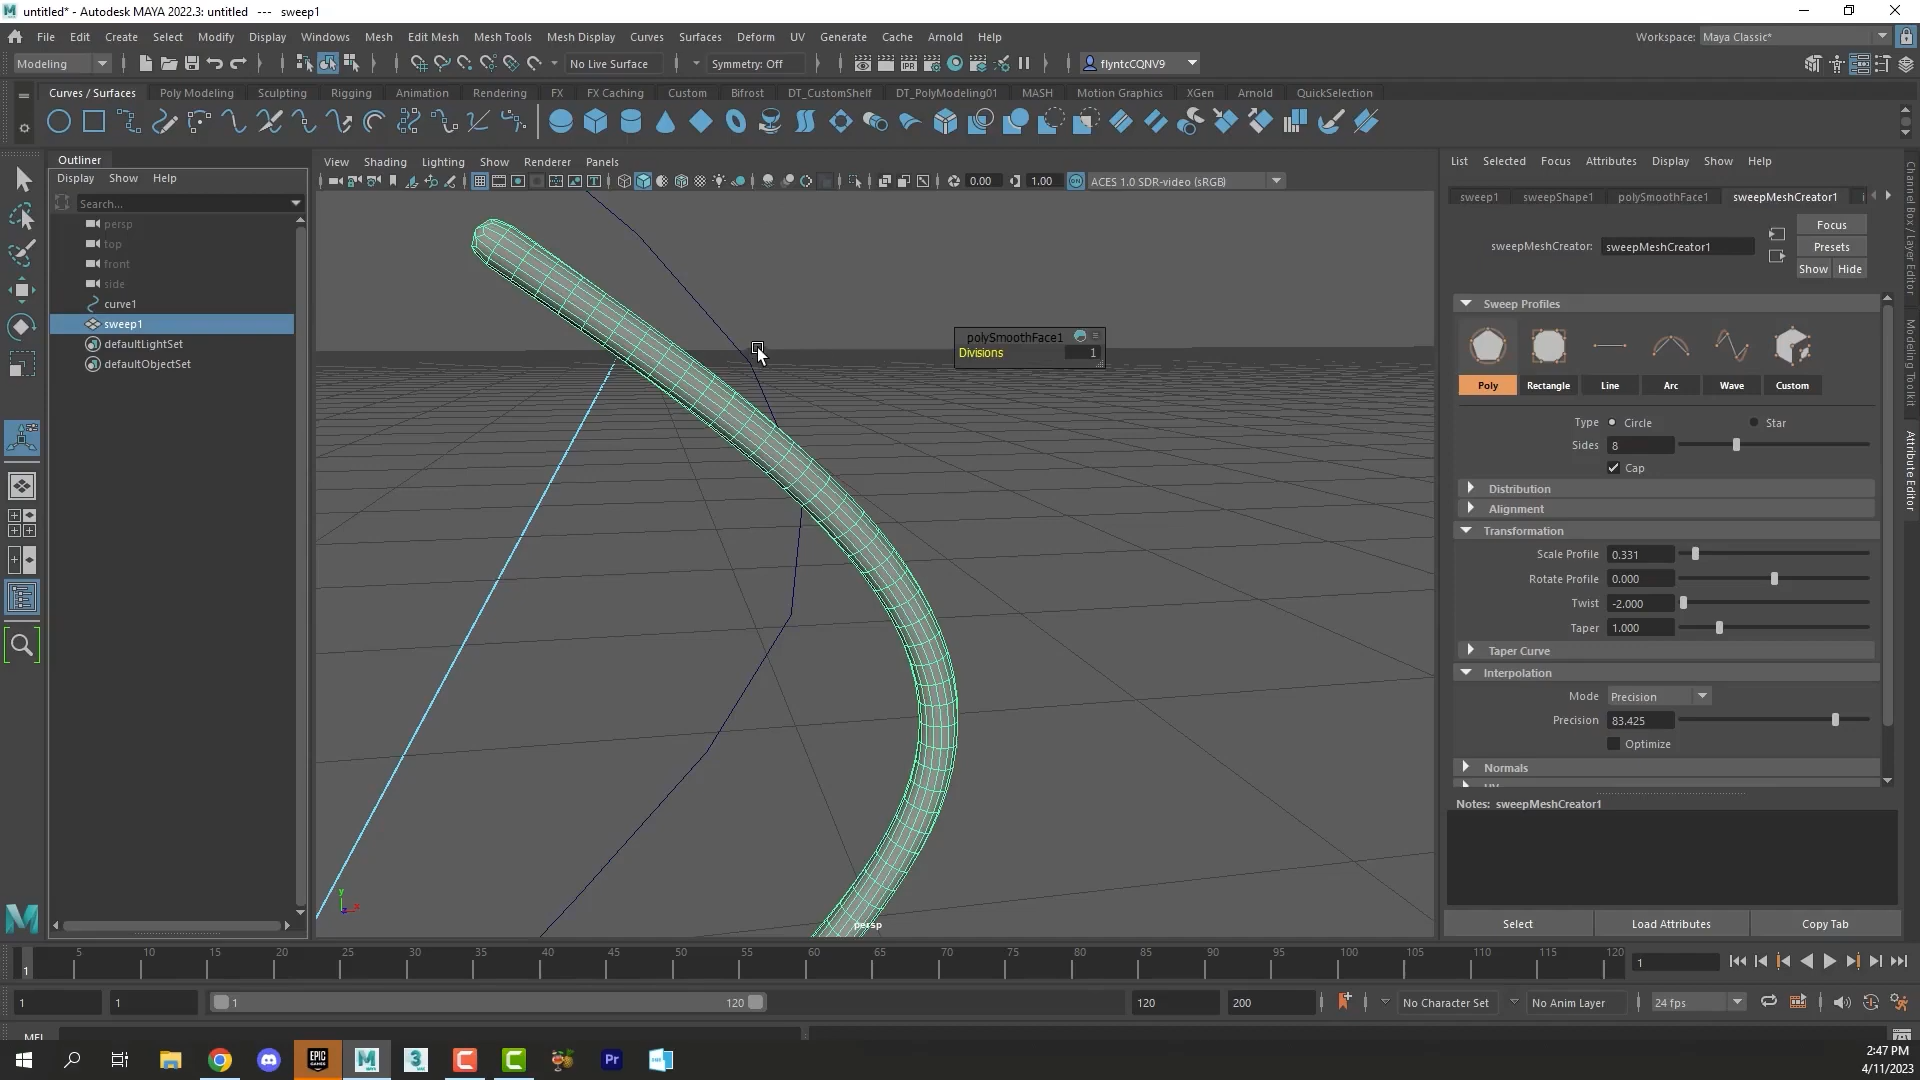 untitled* - Autodesk MAYA 2022.3: untitled   ---   sweep1
File Edit Create Select Modify Display Windows Mesh Edit Mesh Mesh Tools Mesh Display Curves Surfaces Deform UV Generate Cache Arnold Help
Workspace: Maya Classic*
Modeling No Live Surface Symmetry: Off flyntcCQNV9
Curves / Surfaces Poly Modeling Sculpting Rigging Animation Rendering FX FX Caching Custom Bifrost DT_CustomShelf DT_PolyModeling01 MASH Motion Graphics XGen Arnold QuickSelection
Outliner
Display Show Help
Search...
persp
top
front
side
curve1
sweep1
defaultLightSet
defaultObjectSet
View Shading Lighting Show Renderer Panels
0.00 1.00 ACES 1.0 SDR-video (sRGB)
polySmoothFace1
Divisions 1
persp
List Selected Focus Attributes Display Show Help
sweep1 sweepShape1 polySmoothFace1 sweepMeshCreator1
Focus
sweepMeshCreator: sweepMeshCreator1
Presets
Show Hide
Sweep Profiles
Poly Rectangle Line Arc Wave Custom
Type Circle Star
Sides 8
Cap
Distribution
Alignment
Transformation
Scale Profile 0.331
Rotate Profile 0.000
Twist -2.000
Taper 1.000
Taper Curve
Interpolation
Mode Precision
Precision 83.425
Optimize
Normals
Notes: sweepMeshCreator1
Select Load Attributes Copy Tab
Channel Box / Layer Editor
Modeling Toolkit
Attribute Editor
1 5 10 15 20 25 30 35 40 45 50 55 60 65 70 75 80 85 90 95 100 105 110 115 120
1
1 1 1 120 120 200 No Character Set No Anim Layer 24 fps
MEL
2:47 PM
4/11/2023